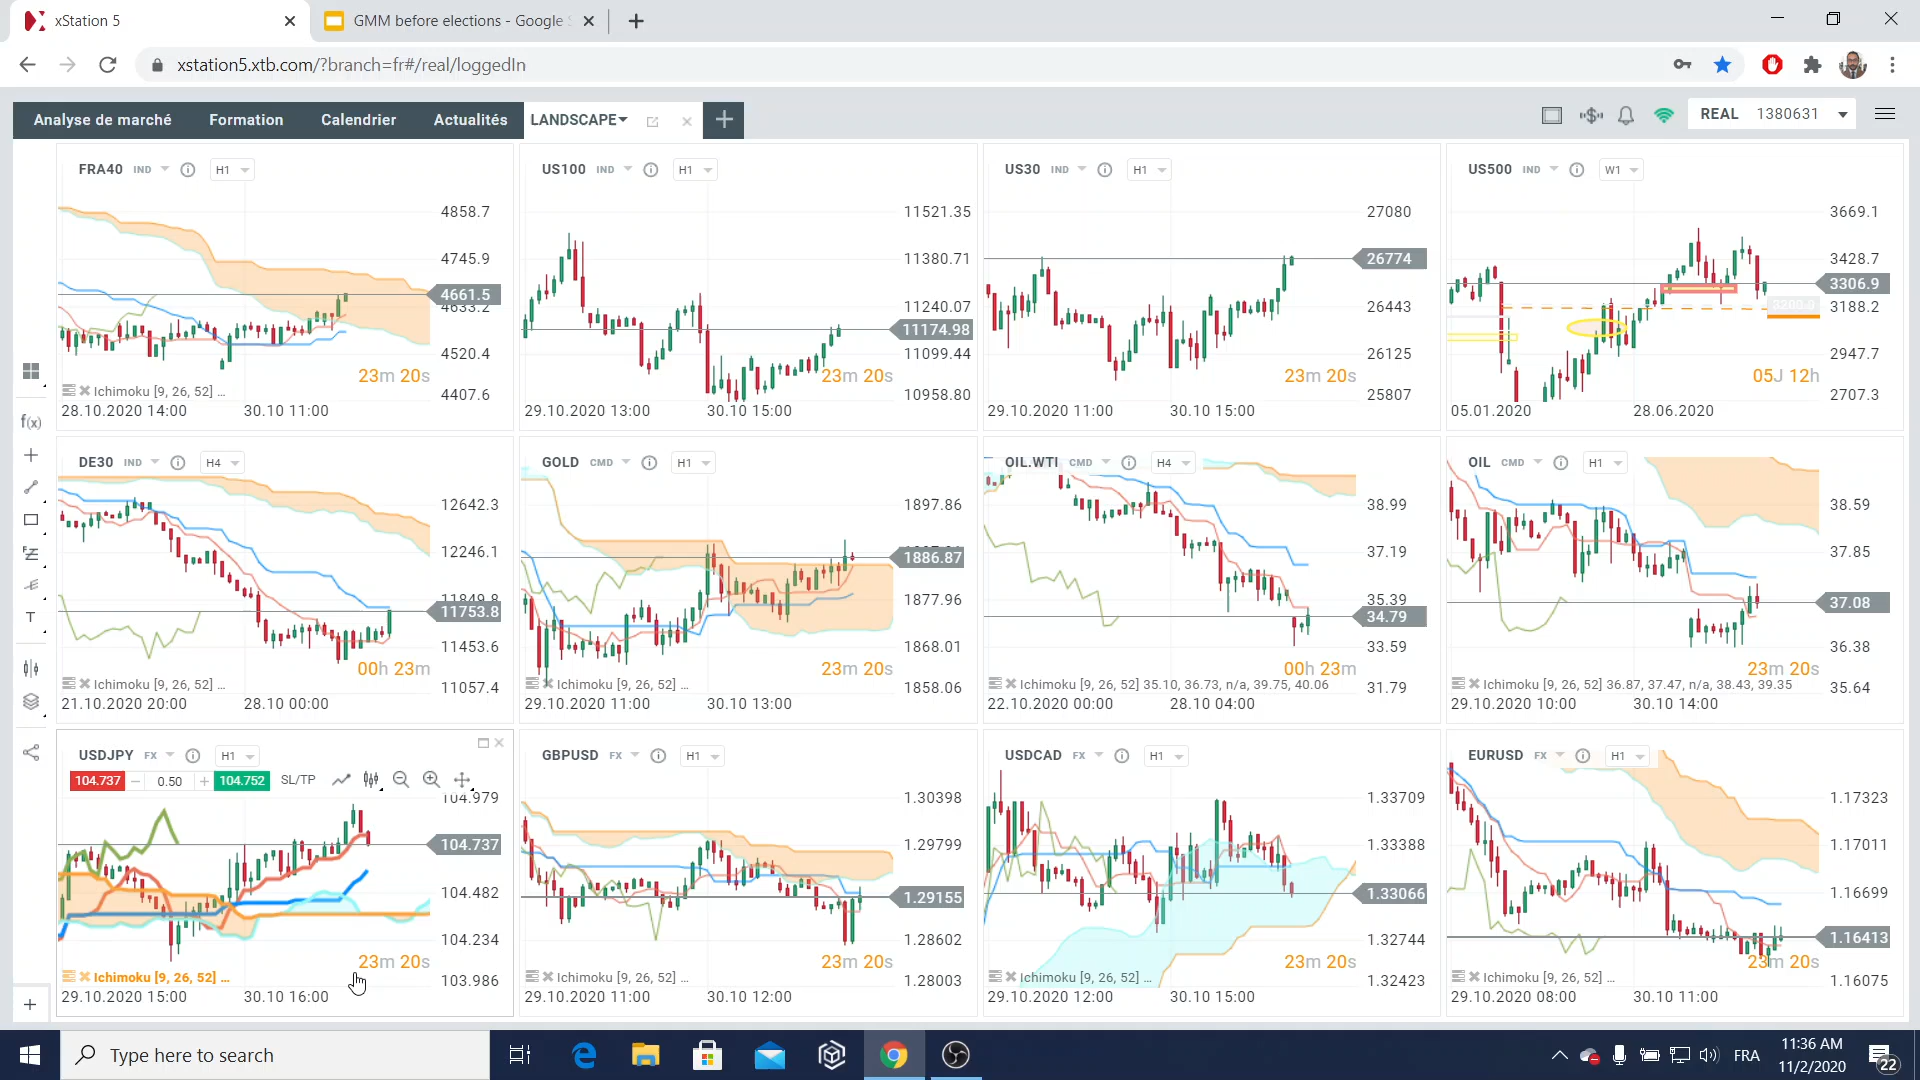 xStation 5
GMM before elections - Google
xstation5.xtb.com/?branch=fr#/real/loggedIn
Analyse de marché Formation Calendrier Actualités LANDSCAPE REAL 1380631
FRA40 IND H1
4858.7
4745.9
4661.5
4633.2
4520.4
4407.6
23m 20s
Ichimoku [9, 26, 52] ...
28.10.2020 14:00 30.10 11:00
US100 IND H1
11521.35
11380.71
11240.07
11174.98
11099.44
10958.80
23m 20s
29.10.2020 13:00 30.10 15:00
US30 IND H1
27080
26774
26443
26125
25807
23m 20s
29.10.2020 11:00 30.10 15:00
US500 IND W1
3669.1
3428.7
3306.9
3188.2
2947.7
2707.3
05J 12h
05.01.2020 28.06.2020
f(x)
T
DE30 IND H4
12642.3
12246.1
11849.8
11753.8
11453.6
11057.4
00h 23m
Ichimoku [9, 26, 52] ...
21.10.2020 20:00 28.10 00:00
GOLD CMD H1
1897.86
1886.87
1877.96
1868.01
1858.06
23m 20s
Ichimoku [9, 26, 52] ...
29.10.2020 11:00 30.10 13:00
OIL.WTI CMD H4
38.99
37.19
35.39
34.79
33.59
31.79
00h 23m
Ichimoku [9, 26, 52] 35.10, 36.73, n/a, 39.75, 40.06
22.10.2020 00:00 28.10 04:00
OIL CMD H1
38.59
37.85
37.08
36.38
35.64
23m 20s
Ichimoku [9, 26, 52] 36.87, 37.47, n/a, 38.43, 39.35
29.10.2020 10:00 30.10 14:00
USDJPY FX H1
104.737 − 0.50 + 104.752 SL/TP
104.979
104.737
104.482
104.234
103.986
23m 20s
Ichimoku [9, 26, 52] ...
29.10.2020 15:00 30.10 16:00
GBPUSD FX H1
1.30398
1.29799
1.29155
1.28602
1.28003
23m 20s
Ichimoku [9, 26, 52] ...
29.10.2020 11:00 30.10 12:00
USDCAD FX H1
1.33709
1.33388
1.33066
1.32744
1.32423
23m 20s
Ichimoku [9, 26, 52] ...
29.10.2020 12:00 30.10 15:00
EURUSD FX H1
1.17323
1.17011
1.16699
1.16413
1.16075
23m 20s
Ichimoku [9, 26, 52] ...
29.10.2020 08:00 30.10 11:00
Type here to search
FRA
11:36 AM
11/2/2020
22